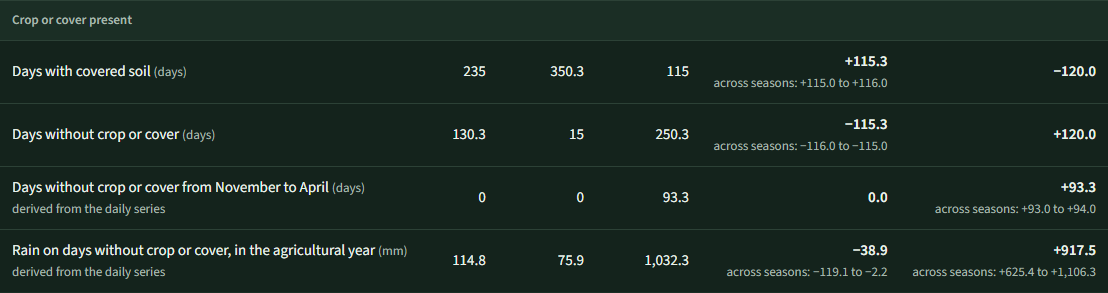 Crop or cover present
Days with covered soil (days) 235 350.3 115 +115.3 −120.0
across seasons: +115.0 to +116.0
Days without crop or cover (days) 130.3 15 250.3 −115.3 +120.0
across seasons: −116.0 to −115.0
Days without crop or cover from November to April (days) 0 0 93.3 0.0 +93.3
derived from the daily series across seasons: +93.0 to +94.0
Rain on days without crop or cover, in the agricultural year (mm) 114.8 75.9 1,032.3 −38.9 +917.5
derived from the daily series across seasons: −119.1 to −2.2 across seasons: +625.4 to +1,106.3